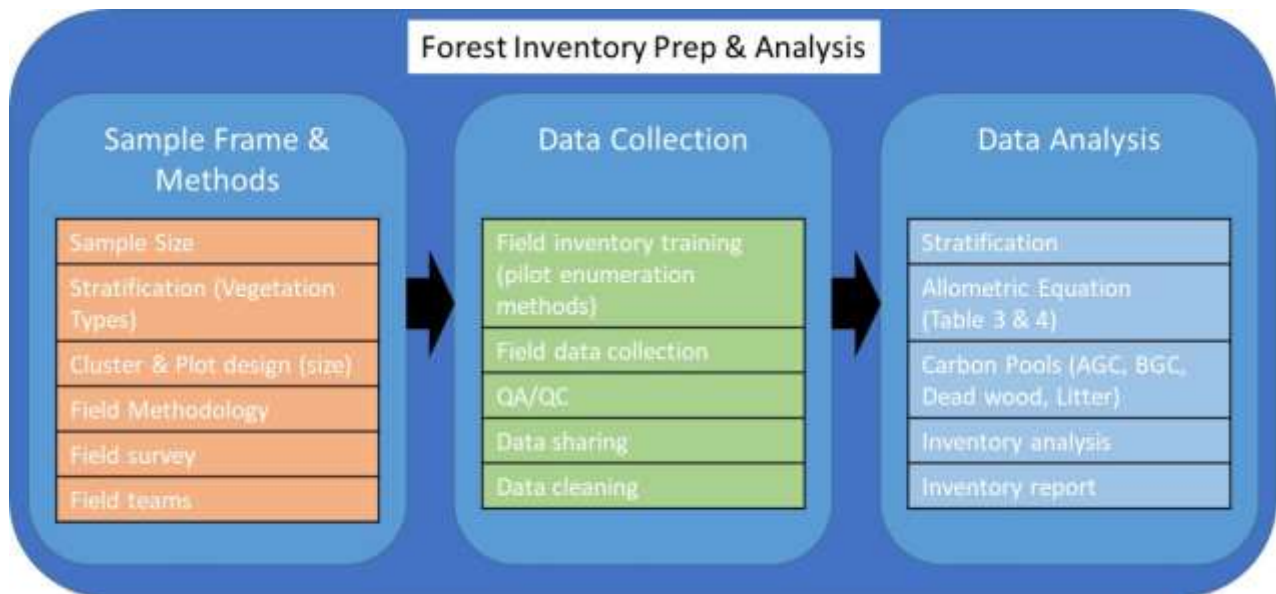 Forest Inventory Prep & Analysis
Sample Frame &
Methods
Sample Size
Stratification (Vegetation
Types)
Cluster & Plot design (size)
Field Methodology
Field survey
Field teams
Data Collection
Field inventory training
(pilot enumeration
methods)
Field data collection
QA/QC
Data sharing
Data cleaning
Data Analysis
Stratification
Allometric Equation
(Table 3 & 4)
Carbon Pools (AGC, BGC,
Dead wood, Litter)
Inventory analysis
Inventory report